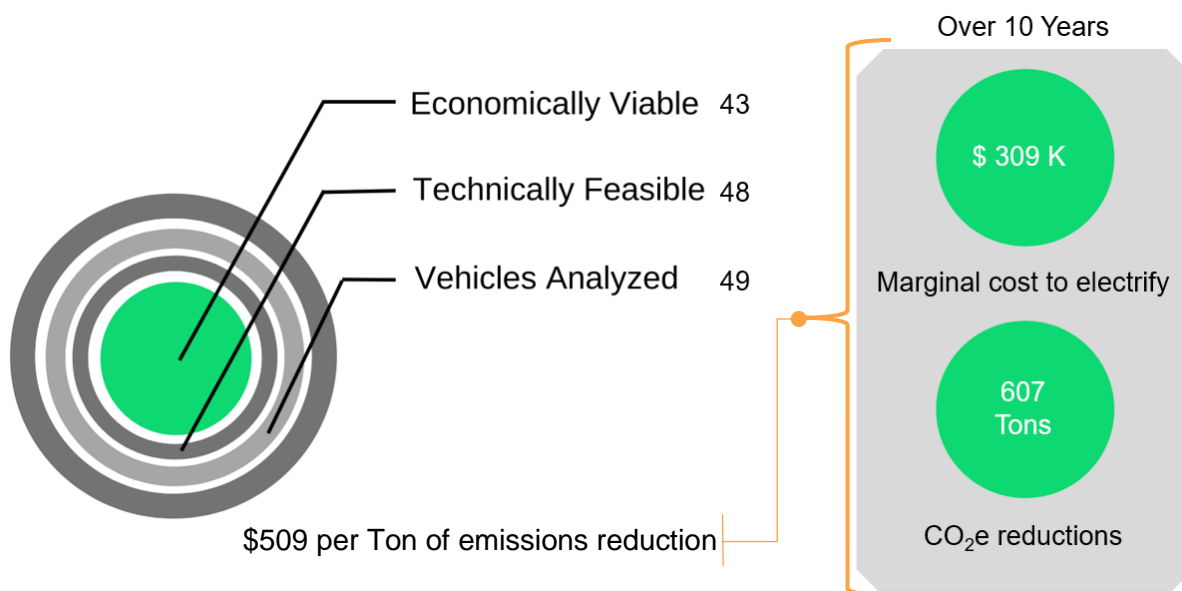 Over 10 Years
Economically Viable 43
$ 309 K
Technically Feasible 48
Vehicles Analyzed 49
Marginal cost to electrify
607
Tons
$509 per Ton of emissions reduction
CO₂e reductions